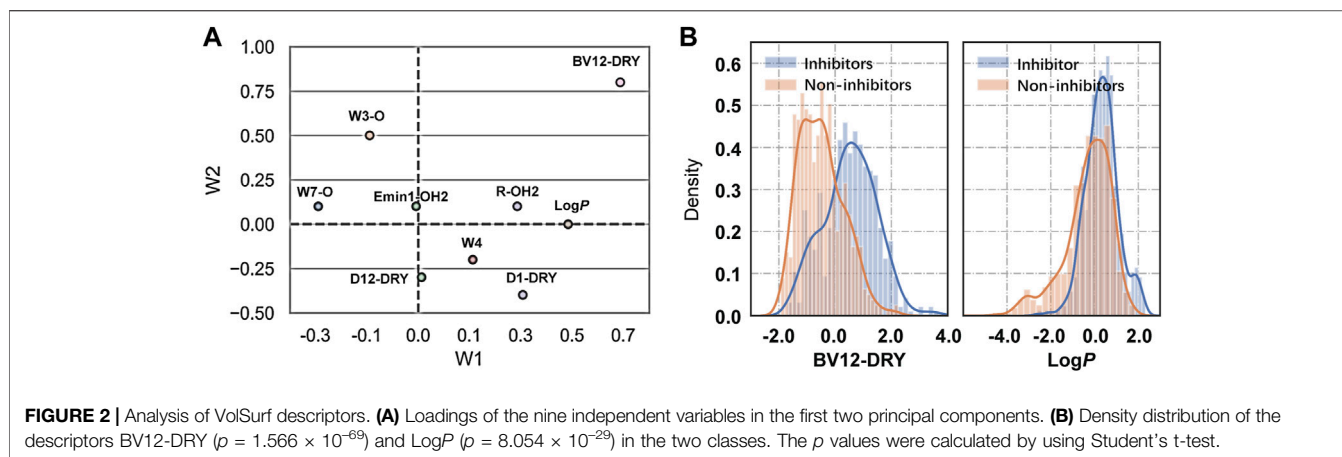 A
W2
1.00
0.75
0.50
0.25
0.00
−0.25
−0.50
BV12-DRY
W3-O
W7-O
Emin1-OH2
R-OH2
LogP
W4
D12-DRY
D1-DRY
-0.3 -0.1 0.0 0.1 0.3 0.5 0.7
W1
B
Density
0.6
0.5
0.4
0.3
0.2
0.1
0.0
Inhibitors
Non-inhibitors
-2.0 0.0 2.0 4.0
BV12-DRY
Inhibitor
Non-inhibitors
-4.0 -2.0 0.0 2.0
LogP
FIGURE 2 | Analysis of VolSurf descriptors. (A) Loadings of the nine independent variables in the first two principal components. (B) Density distribution of the
descriptors BV12-DRY (p = 1.566 × 10⁻⁶⁹) and LogP (p = 8.054 × 10⁻²⁹) in the two classes. The p values were calculated by using Student’s t-test.